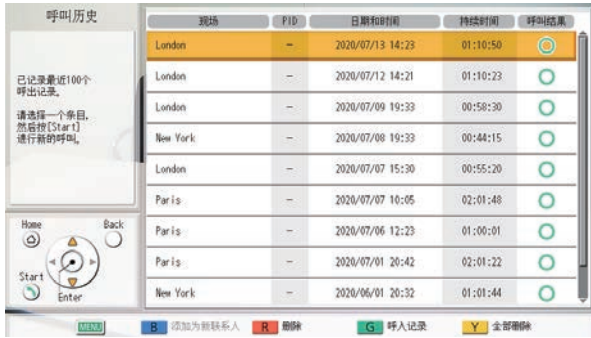 呼叫历史
已记录最近100个
呼出记录。
请选择一个条目,
然后按[Start]
进行新的呼叫。
Home
Back
Start
Enter
现场 PID 日期和时间 持续时间 呼叫结果
London – 2020/07/13 14:23 01:10:50
London – 2020/07/12 14:21 01:10:23
London – 2020/07/09 19:33 00:58:30
New York – 2020/07/08 19:33 00:44:15
London – 2020/07/07 15:30 00:55:20
Paris – 2020/07/07 10:05 02:01:48
Paris – 2020/07/06 12:23 01:00:01
Paris – 2020/07/01 20:42 02:01:22
New York – 2020/06/01 20:32 01:01:44
MENU B 添加为新联系人 R 删除 G 呼入记录 Y 全部删除